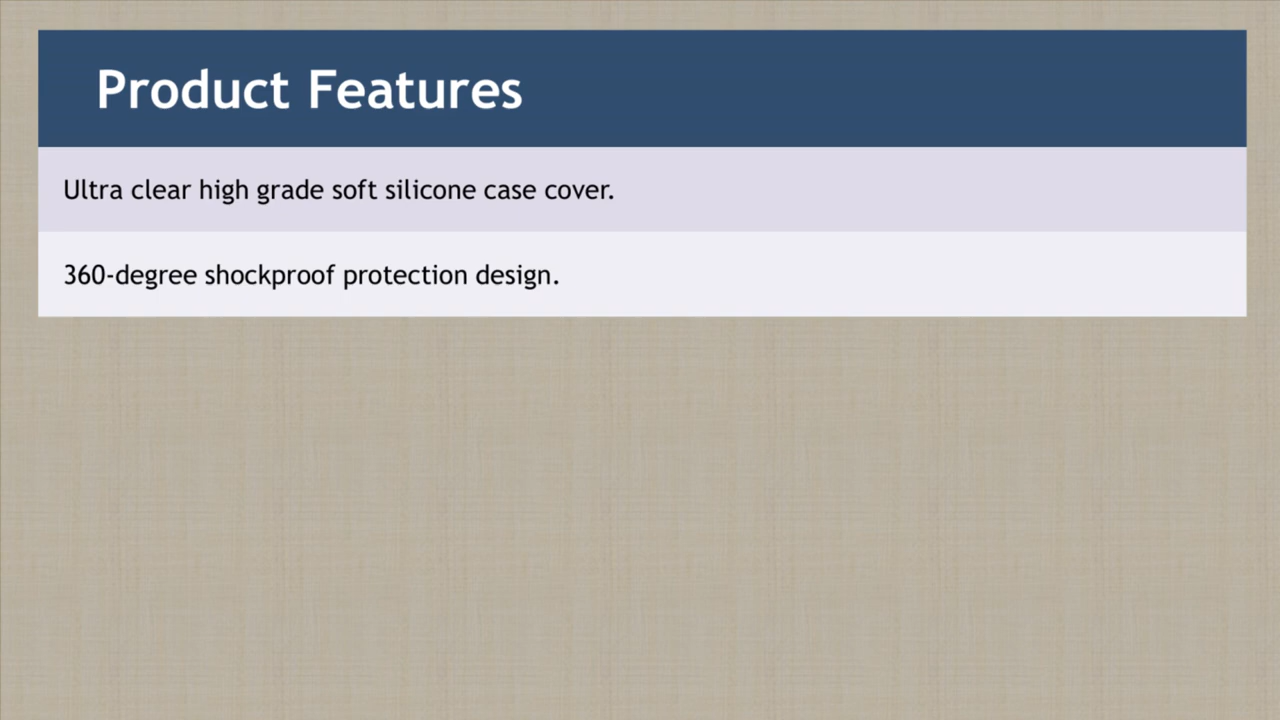 Product Features
Ultra clear high grade soft silicone case cover.
360-degree shockproof protection design.